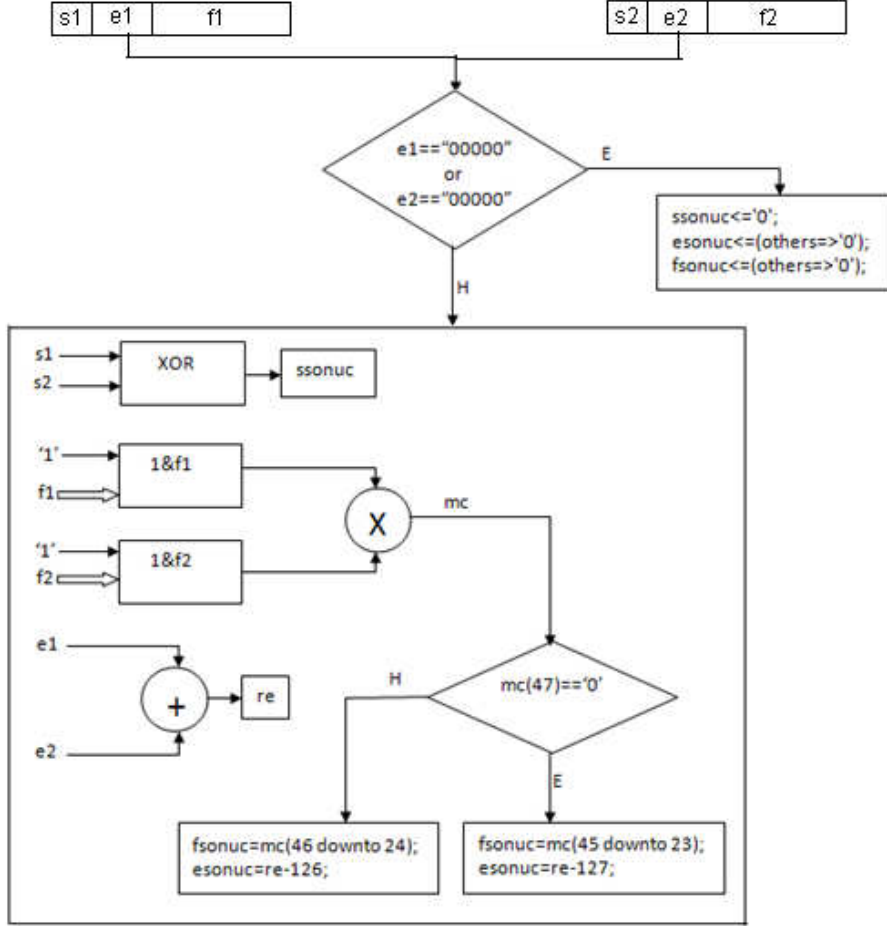 s1 e1 f1
s2 e2 f2
e1=="00000"
or
e2=="00000"
E
ssonuc<='0';
esonuc<=(others=>'0');
fsonuc<=(others=>'0');
H
s1
s2
XOR
ssonuc
'1'
f1
1&f1
X
mc
'1'
f2
1&f2
e1
+
re
e2
H
mc(47)=='0'
E
fsonuc=mc(46 downto 24);
esonuc=re-126;
fsonuc=mc(45 downto 23);
esonuc=re-127;